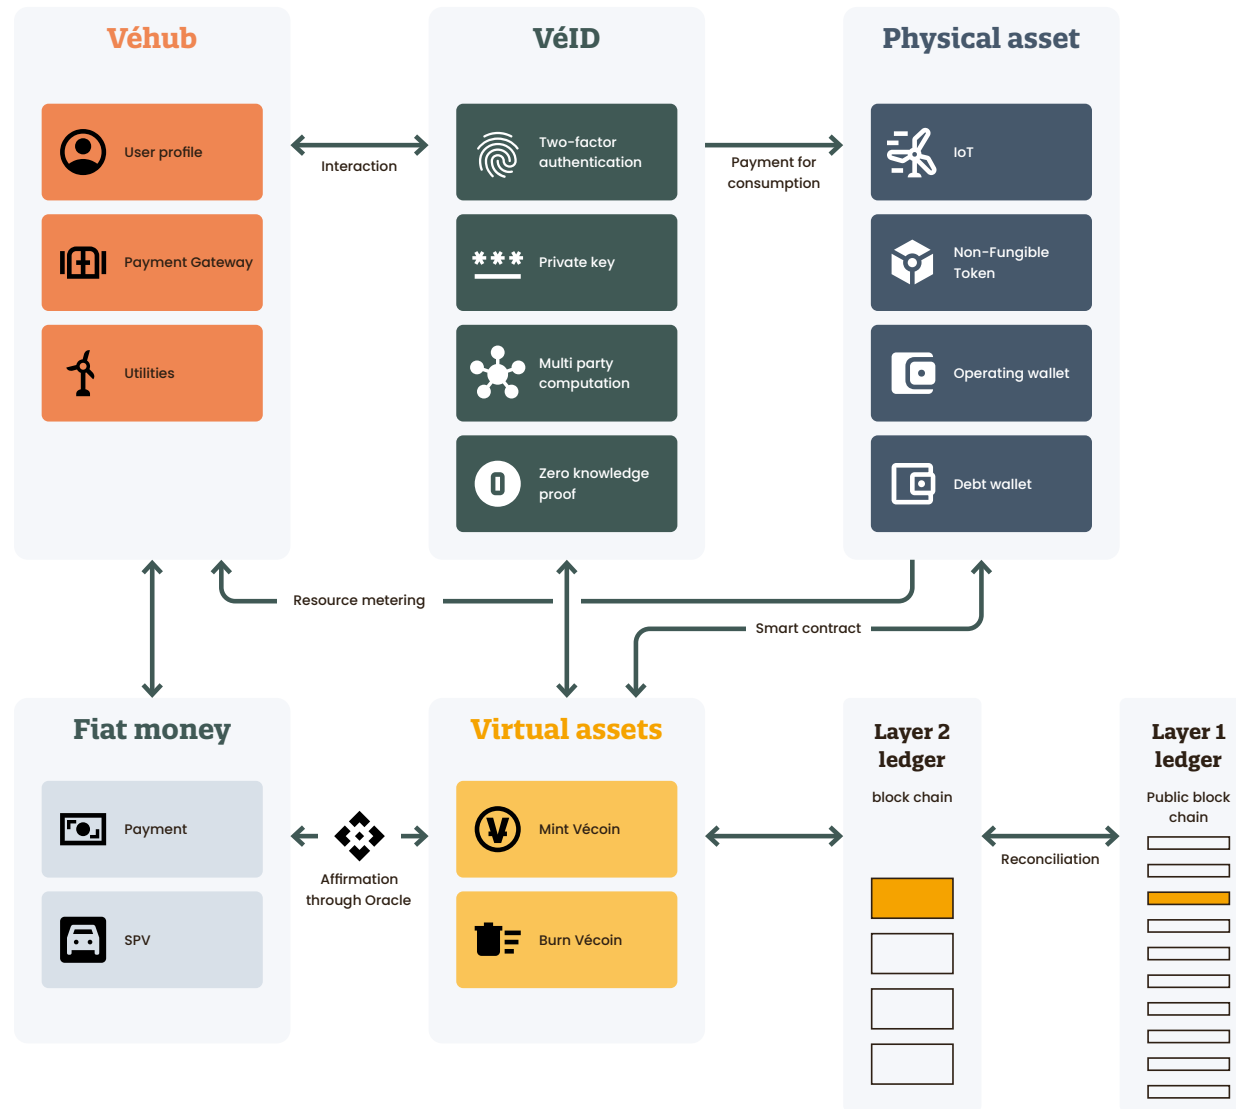 Véhub
User profile
Payment Gateway
Utilities
Interaction
VéID
Two-factor
authentication
Private key
Multi party
computation
Zero knowledge
proof
Payment for
consumption
Physical asset
IoT
Non-Fungible
Token
Operating wallet
Debt wallet
Resource metering
Smart contract
Fiat money
Payment
SPV
Affirmation
through Oracle
Virtual assets
Mint Vécoin
Burn Vécoin
Layer 2
ledger
block chain
Reconciliation
Layer 1
ledger
Public block
chain